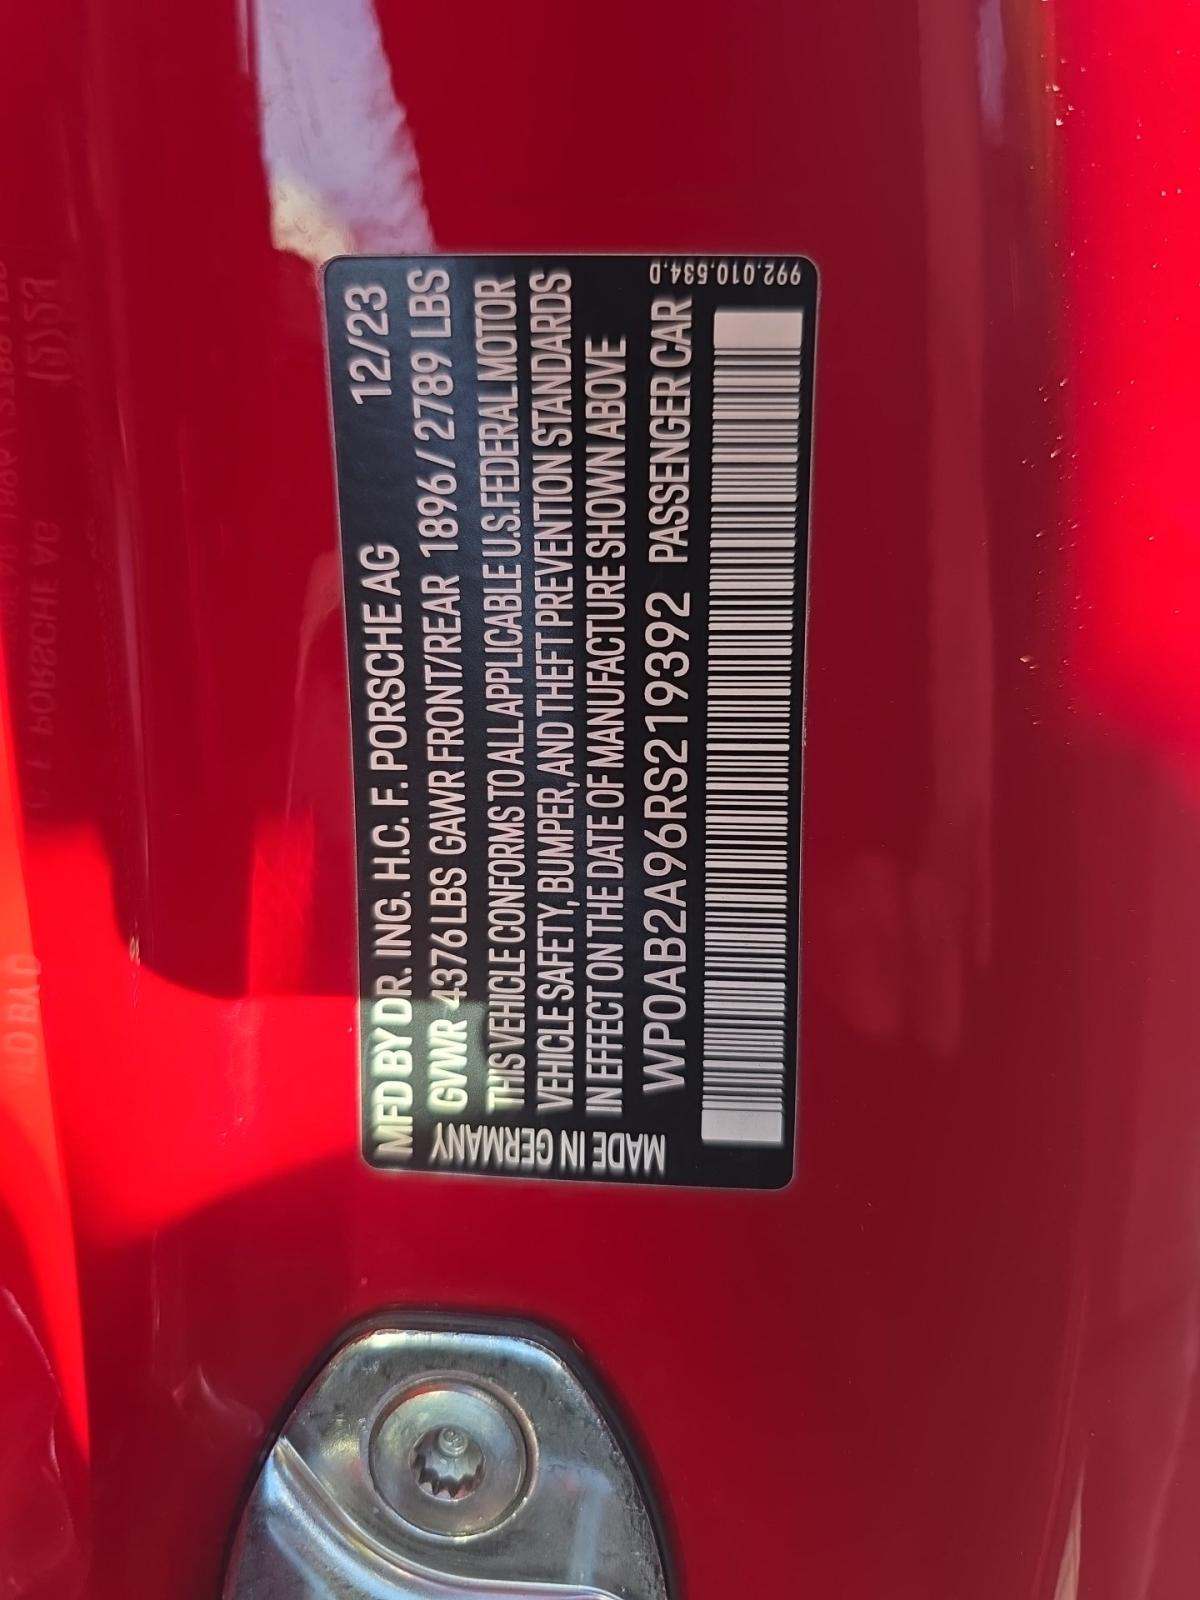 MFD BY DR. ING. H.C. F. PORSCHE AG 12/23
GVWR 4376 LBS GAWR FRONT/REAR 1896 / 2789 LBS
THIS VEHICLE CONFORMS TO ALL APPLICABLE U.S. FEDERAL MOTOR
VEHICLE SAFETY, BUMPER, AND THEFT PREVENTION STANDARDS
IN EFFECT ON THE DATE OF MANUFACTURE SHOWN ABOVE
WP0AB2A96RS219392 PASSENGER CAR
MADE IN GERMANY
992.010.534.D